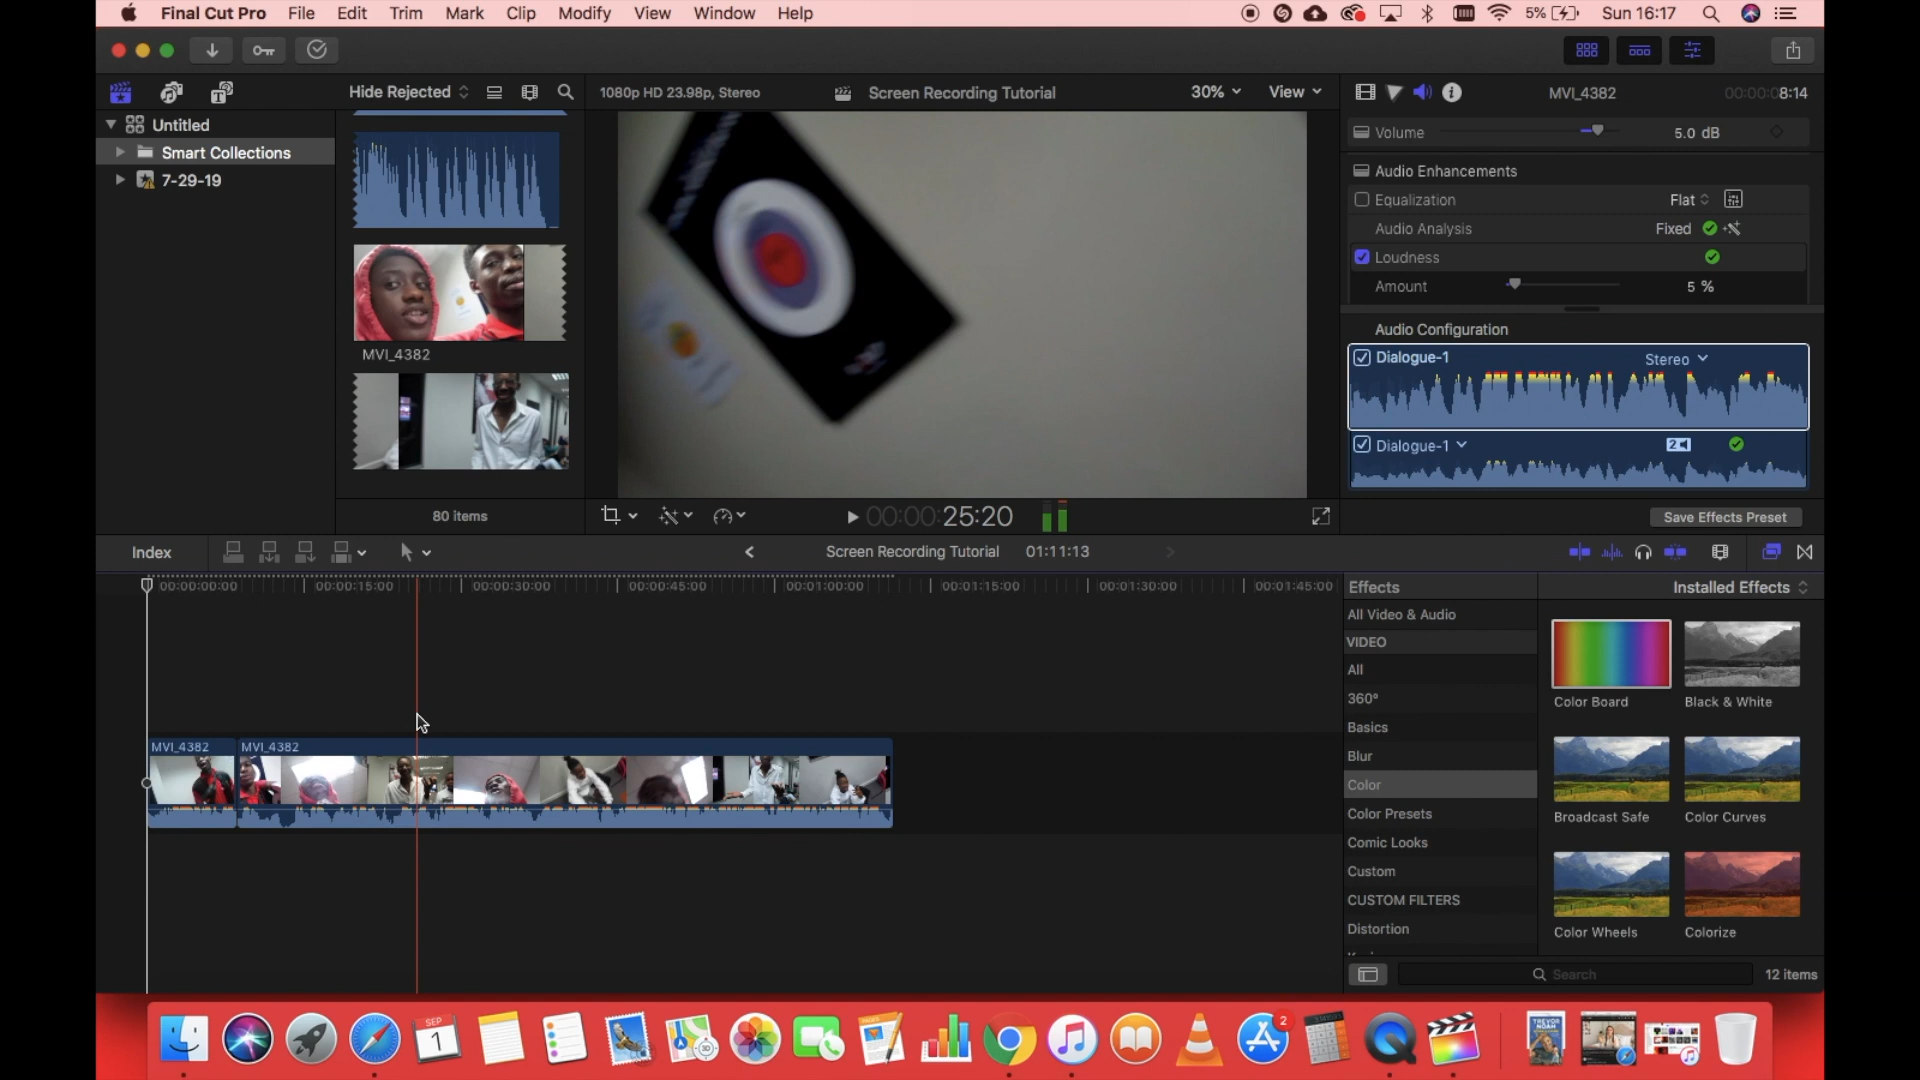 Final Cut Pro File Edit Trim Mark Clip Modify View Window Help 5% Sun 16:17
Hide Rejected
1080p HD 23.98p, Stereo
Screen Recording Tutorial
30%
View
MVI_4382
00:00:08:14
Untitled
Smart Collections
7-29-19
MVI_4382
80 items
Volume 5.0 dB
Audio Enhancements
Equalization Flat
Audio Analysis Fixed
Loudness
Amount 5 %
Audio Configuration
Dialogue-1 Stereo
Dialogue-1 2
Save Effects Preset
00:00:25:20
Index
Screen Recording Tutorial 01:11:13
00:00:00:00 00:00:15:00 00:00:30:00 00:00:45:00 00:01:00:00 00:01:15:00 00:01:30:00 00:01:45:00
MVI_4382 MVI_4382
Effects
Installed Effects
All Video & Audio
VIDEO
All
360°
Basics
Blur
Color
Color Presets
Comic Looks
Custom
CUSTOM FILTERS
Distortion
Color Board Black & White
Broadcast Safe Color Curves
Color Wheels Colorize
Search
12 items
SEP
1
PAGES
2
TREVOR
NOAH